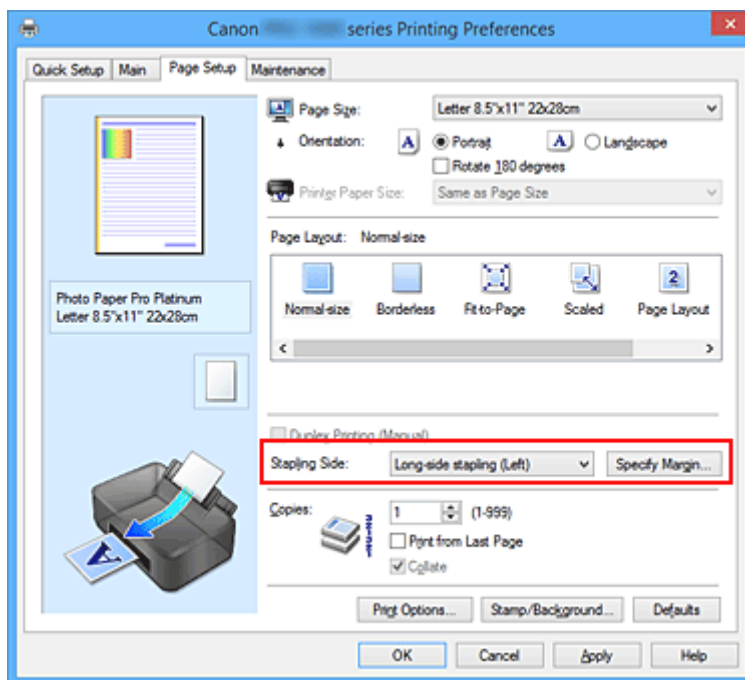 Canon series Printing Preferences
Quick Setup Main Page Setup Maintenance
Page Size: Letter 8.5"x11" 22x28cm
Orientation: A Portrait A Landscape
Rotate 180 degrees
Printer Paper Size: Same as Page Size
Page Layout: Normal-size
2
Normal-size Borderless Fit-to-Page Scaled Page Layout
Photo Paper Pro Platinum
Letter 8.5"x11" 22x28cm
Duplex Printing (Manual)
Stapling Side: Long-side stapling (Left) Specify Margin...
Copies: 1 (1-999)
Print from Last Page
Collate
A
Print Options... Stamp/Background... Defaults
OK Cancel Apply Help